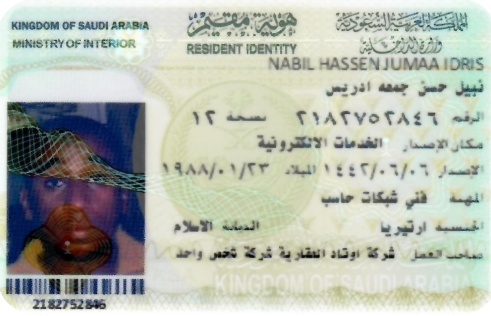 KINGDOM OF SAUDI ARABIA
MINISTRY OF INTERIOR
هوية مقيم
RESIDENT IDENTITY
المملكة العربية السعودية
وزارة الداخلية
NABIL HASSEN JUMAA IDRIS
نبيل حسن جمعه ادريس
الرقم ٢١٨٢٧٥٢٨٤٦ نسخة ١٢
مكان الإصدار الخدمات الالكترونية
الإصدار ١٤٤٢/٠٦/٠٦ الميلاد ١٩٨٨/٠١/٢٣
المهنة فني شبكات حاسب
الجنسية ارتيريا الديانة الاسلام
صاحب العمل شركة اوتاد العقارية شركة شخص واحد
KINGDOM OF SAUDI ARABIA
2182752846